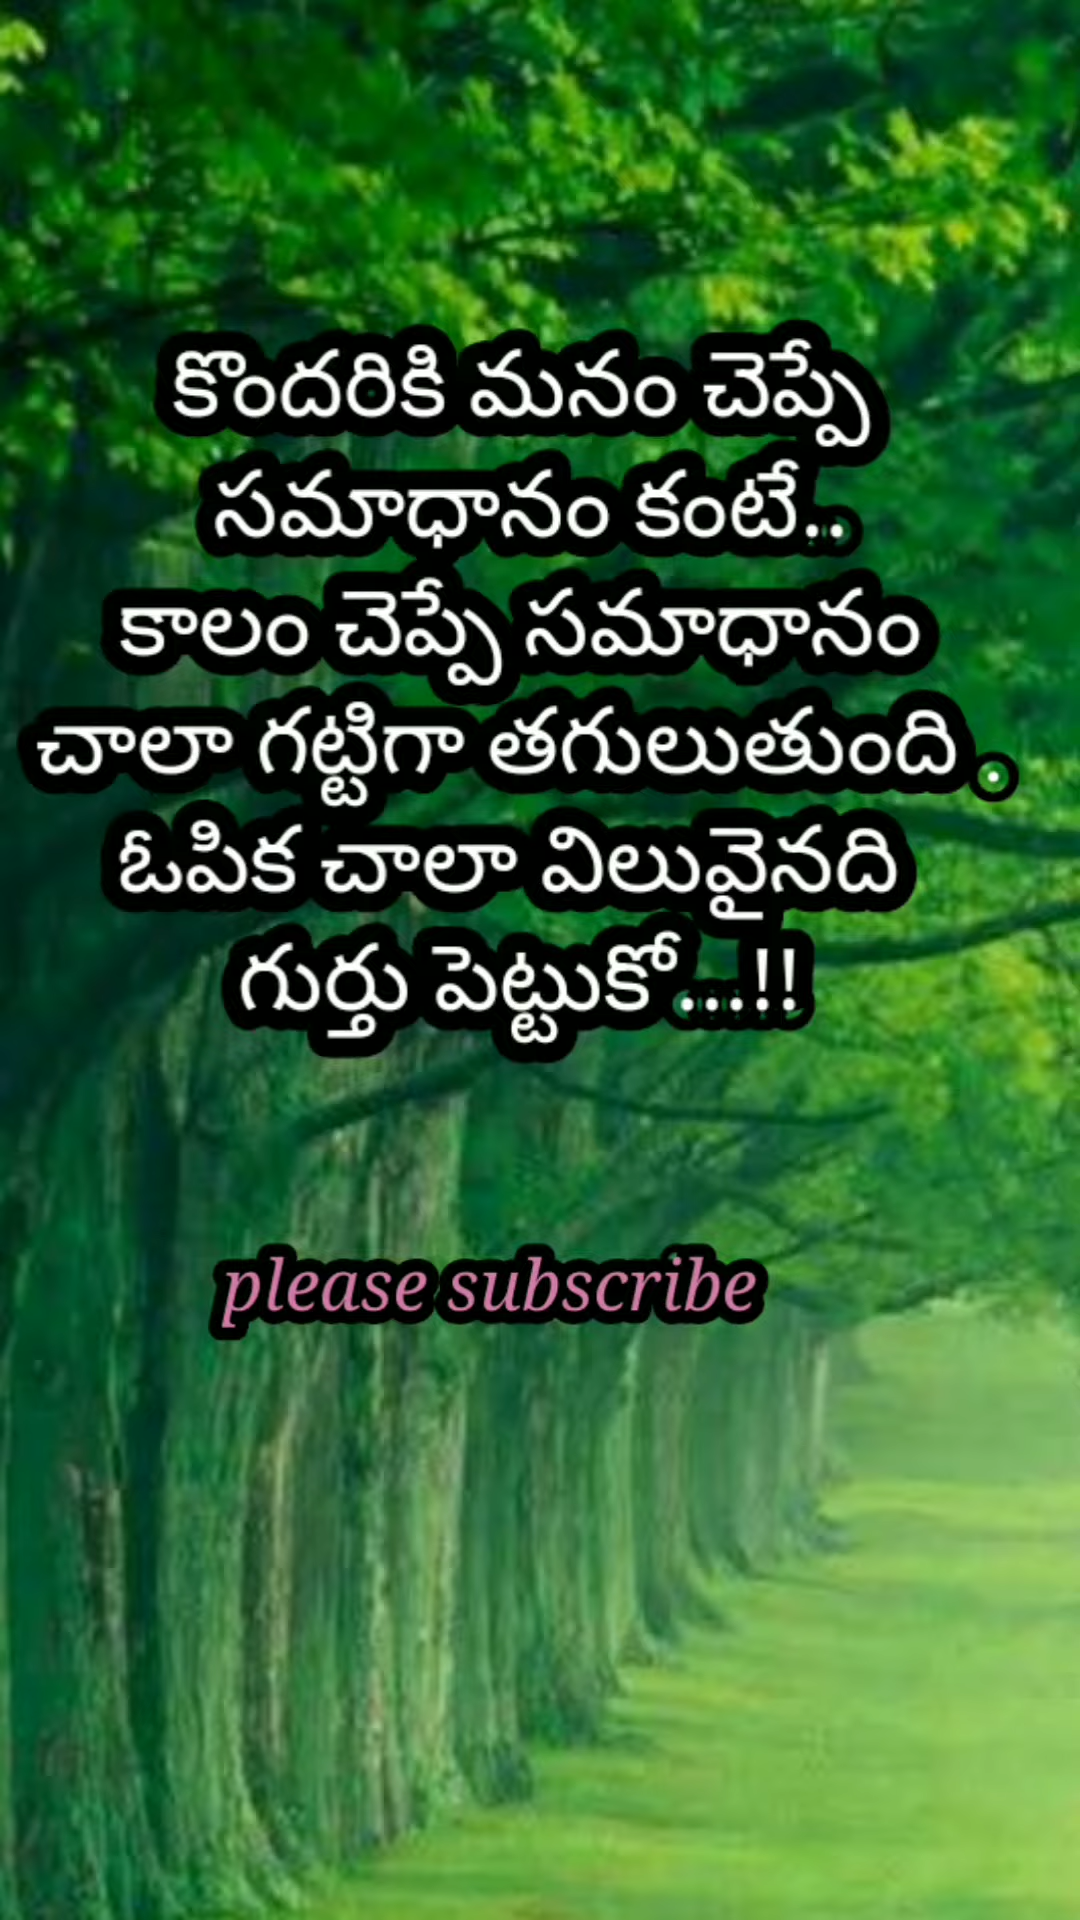 కొందరికి మనం చెప్పే
సమాధానం కంటే..
కాలం చెప్పే సమాధానం
చాలా గట్టిగా తగులుతుంది .
ఓపిక చాలా విలువైనది
గుర్తు పెట్టుకో...!!
please subscribe